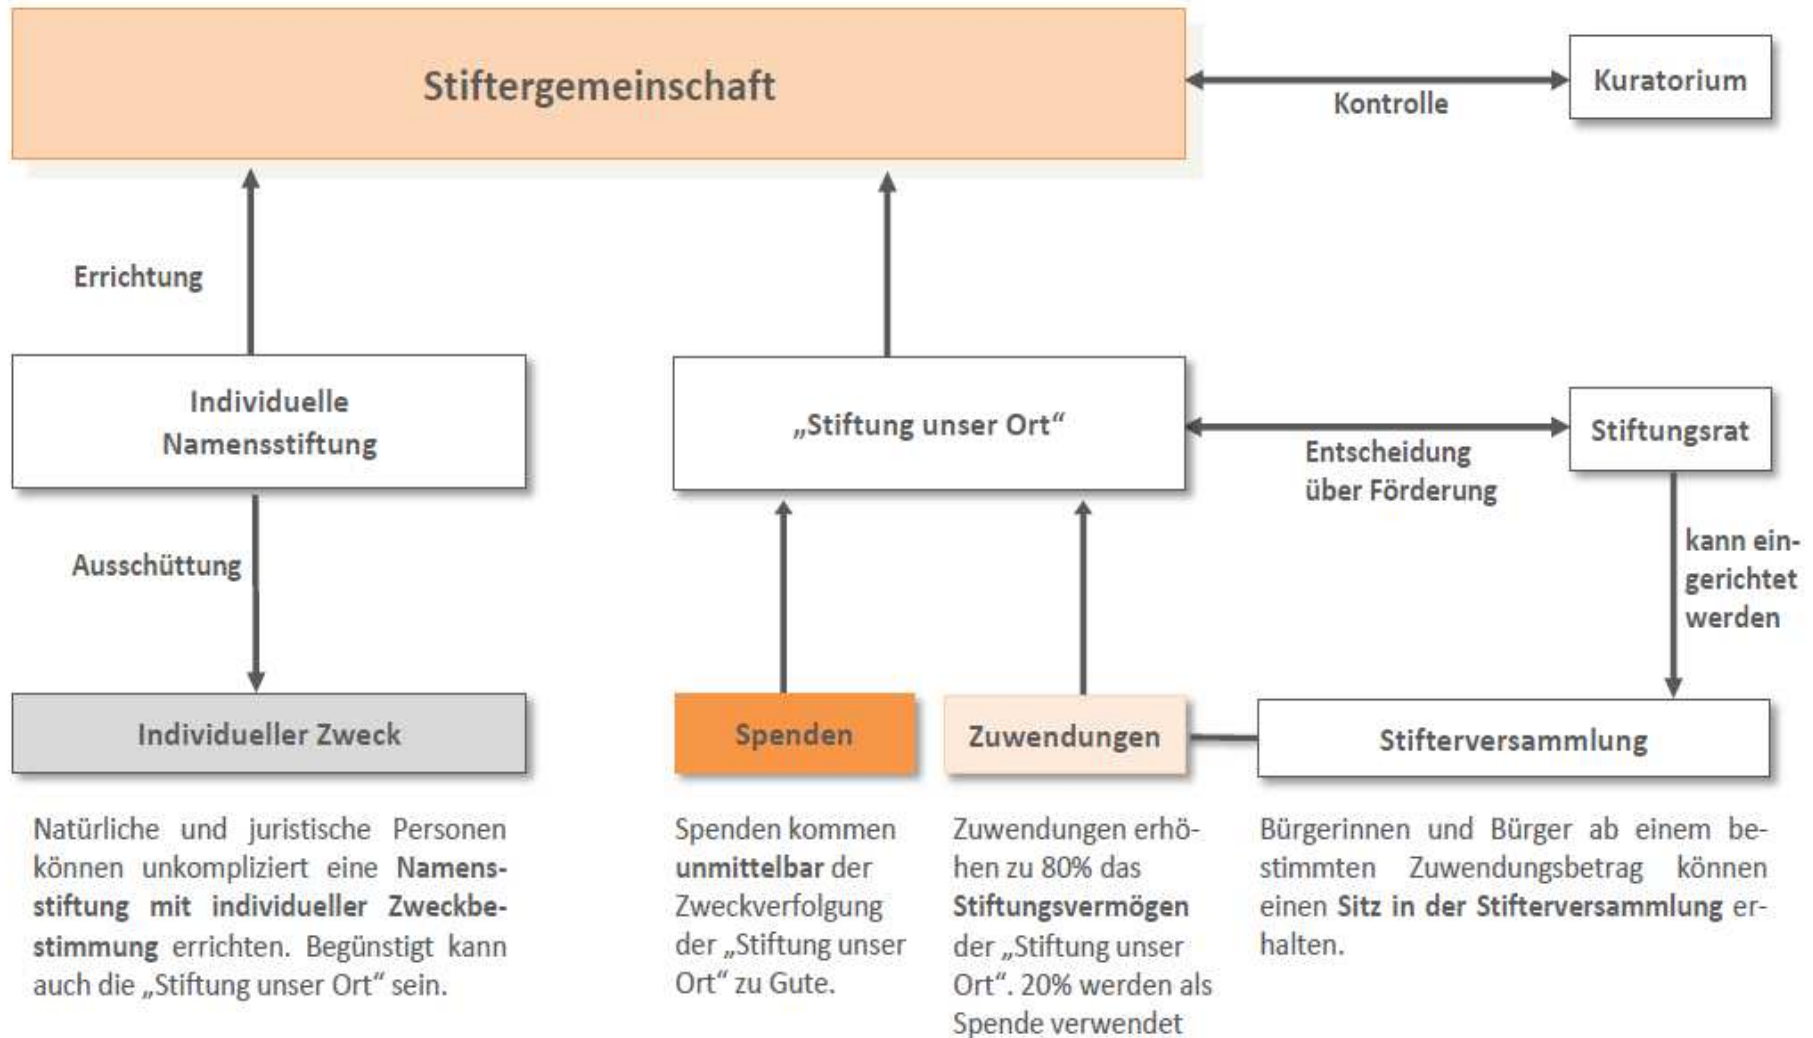 Stiftergemeinschaft
Kuratorium
Kontrolle
Errichtung
Individuelle
Namensstiftung
„Stiftung unser Ort“
Stiftungsrat
Entscheidung
über Förderung
Ausschüttung
kann ein-
gerichtet
werden
Individueller Zweck
Spenden
Zuwendungen
Stifterversammlung
Natürliche und juristische Personen
können unkompliziert eine Namens-
stiftung mit individueller Zweckbe-
stimmung errichten. Begünstigt kann
auch die „Stiftung unser Ort“ sein.
Spenden kommen
unmittelbar der
Zweckverfolgung
der „Stiftung unser
Ort“ zu Gute.
Zuwendungen erhö-
hen zu 80% das
Stiftungsvermögen
der „Stiftung unser
Ort“. 20% werden als
Spende verwendet
Bürgerinnen und Bürger ab einem be-
stimmten Zuwendungsbetrag können
einen Sitz in der Stifterversammlung er-
halten.